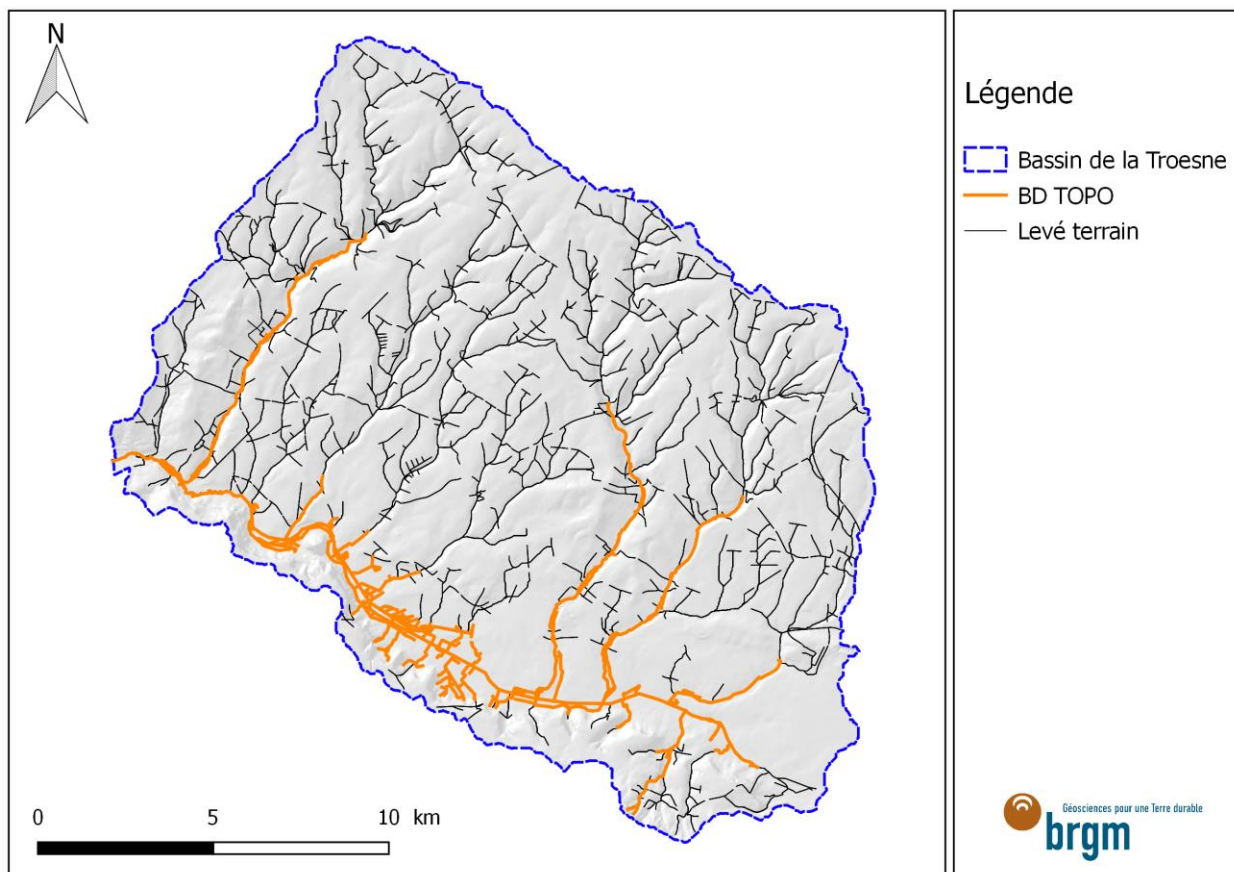 N
0 5 10 km
Légende
Bassin de la Troesne
BD TOPO
Levé terrain
Géosciences pour une Terre durable
brgm